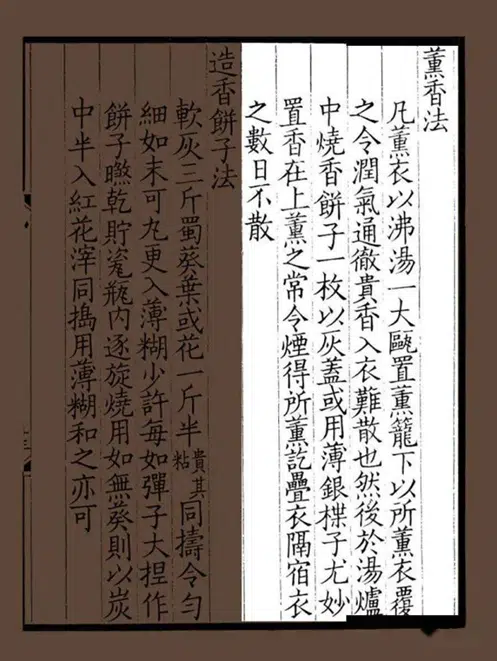 薰香法
凡薰衣以沸湯一大甌置薰籠下以所薰衣覆
之令潤氣通徹貴香入衣難散也然後於湯爐
中燒香餅子一枚以灰蓋或用薄銀楪子尤妙
置香在上薰之常令煙得所薰訖疊衣隔宿衣
之數日不散
造香餅子法
軟灰三斤蜀葵葉或花一斤半貴其粘同擣令勻
細如末可丸更入薄糊少許每如彈子大捏作
餅子曬乾貯瓷瓶內逐旋燒用如無葵則以炭
中半入紅花滓同搗用薄糊和之亦可